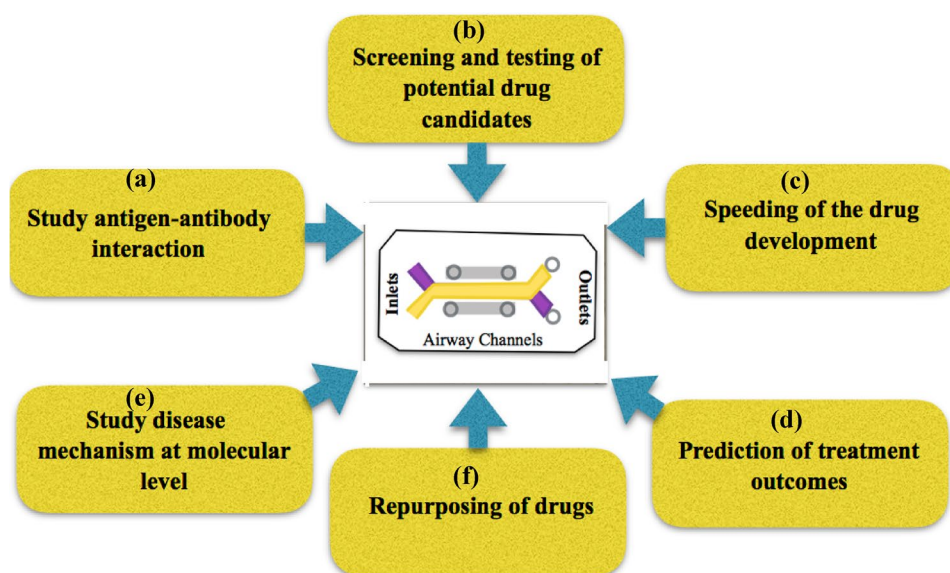 (b)
Screening and testing of
potential drug
candidates
(a)
Study antigen-antibody
interaction
(c)
Speeding of the drug
development
Inlets
Outlets
Airway Channels
(e)
Study disease
mechanism at molecular
level
(f)
Repurposing of drugs
(d)
Prediction of treatment
outcomes